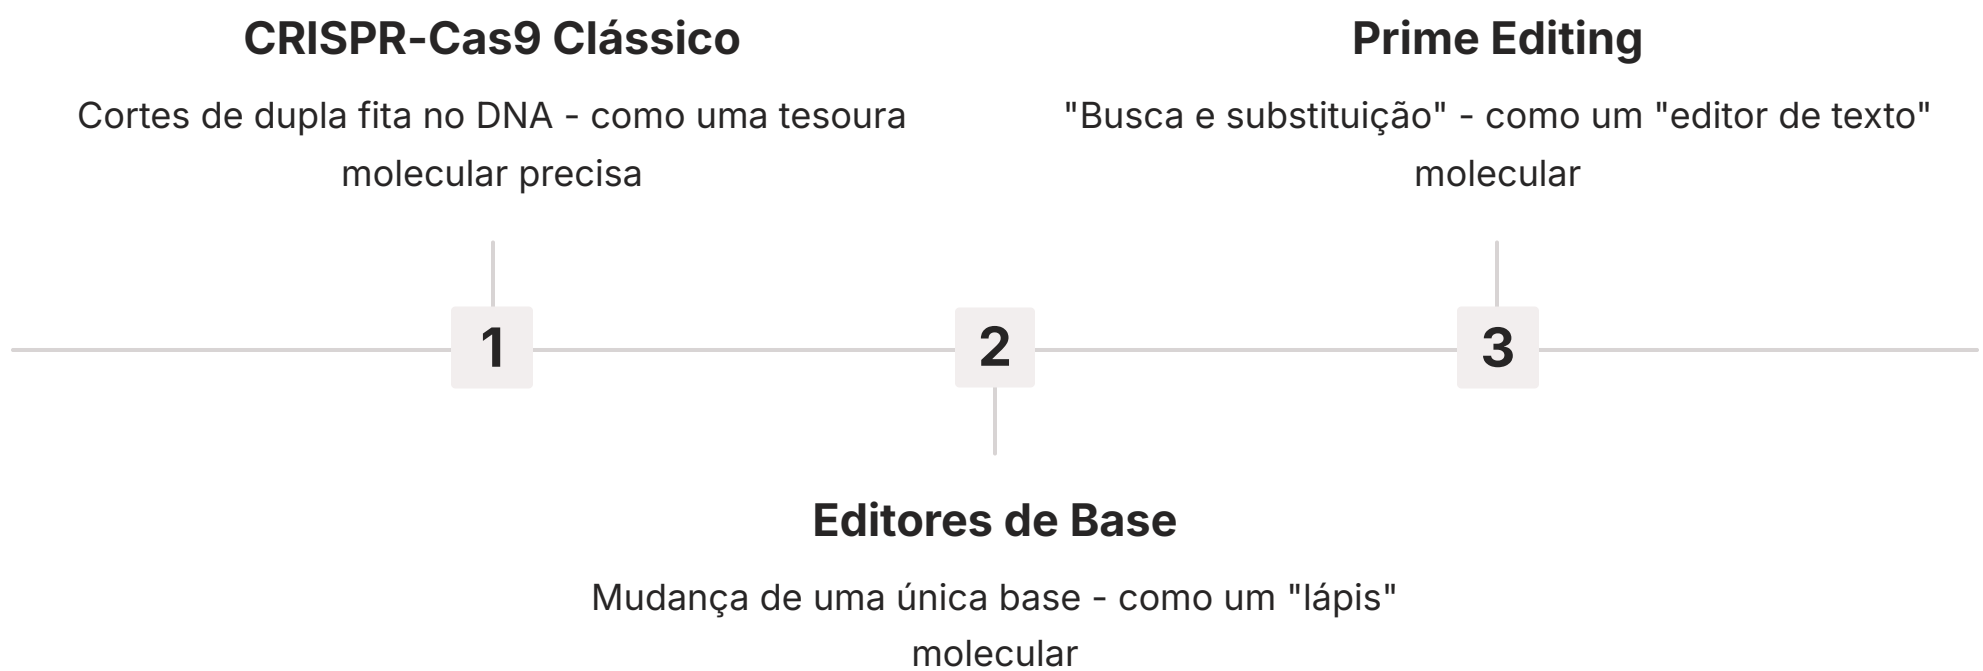 CRISPR-Cas9 Clássico
Cortes de dupla fita no DNA - como uma tesoura
molecular precisa
Prime Editing
"Busca e substituição" - como um "editor de texto"
molecular
1
2
3
Editores de Base
Mudança de uma única base - como um "lápis"
molecular